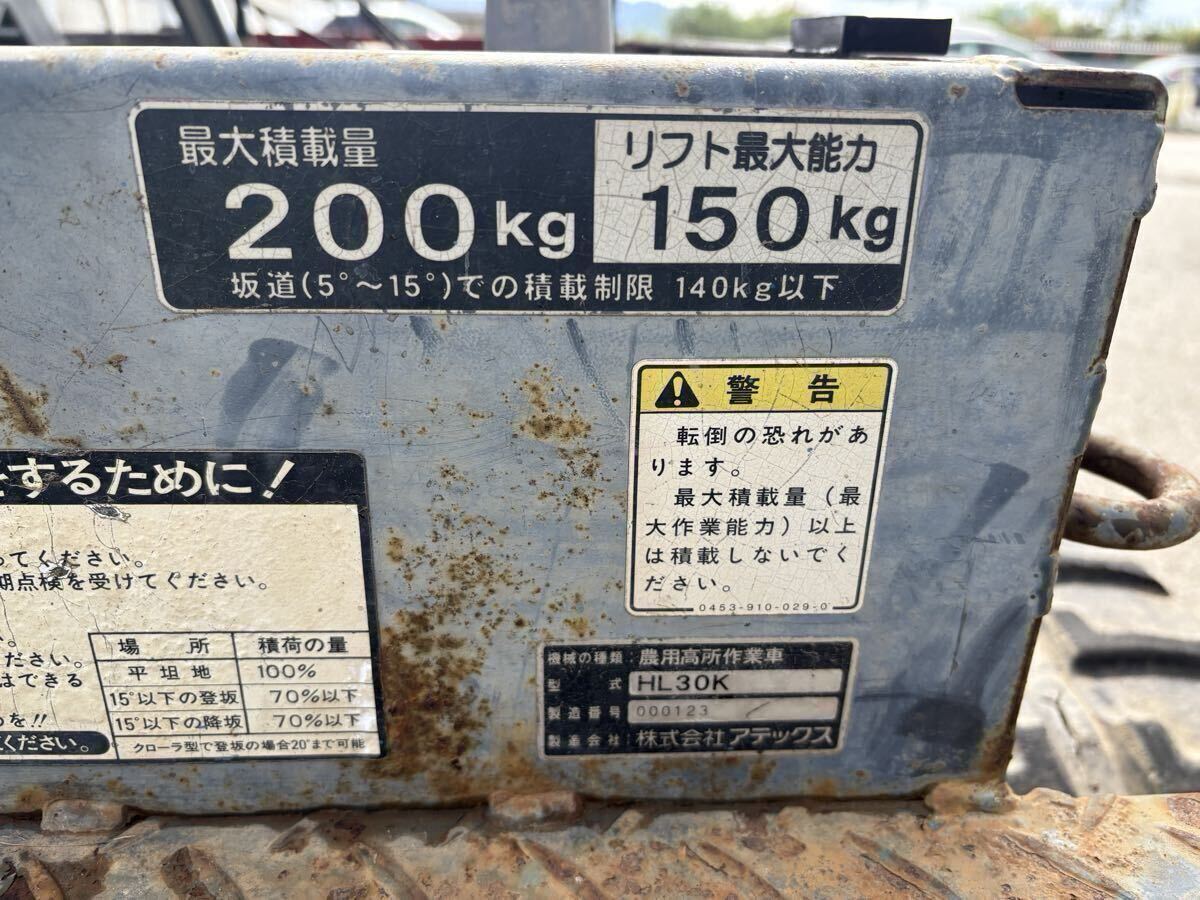 最大積載量
200kg
リフト最大能力
150kg
坂道(5°～15°)での積載制限 140kg以下
警告
転倒の恐れがあ
ります。
最大積載量(最
大作業能力)以上
は積載しないでく
ださい。
0453-910-029-0
をするために!
ってください。
期点検を受けてください。
ださい。
はできる
を!!
ください。
場所 積荷の量
平坦地 100%
15°以下の登坂 70%以下
15°以下の降坂 70%以下
クローラ型で登坂の場合20°まで可能
機械の種類:農用高所作業車
型式 HL30K
製造番号 000123
製造会社:株式会社アテックス